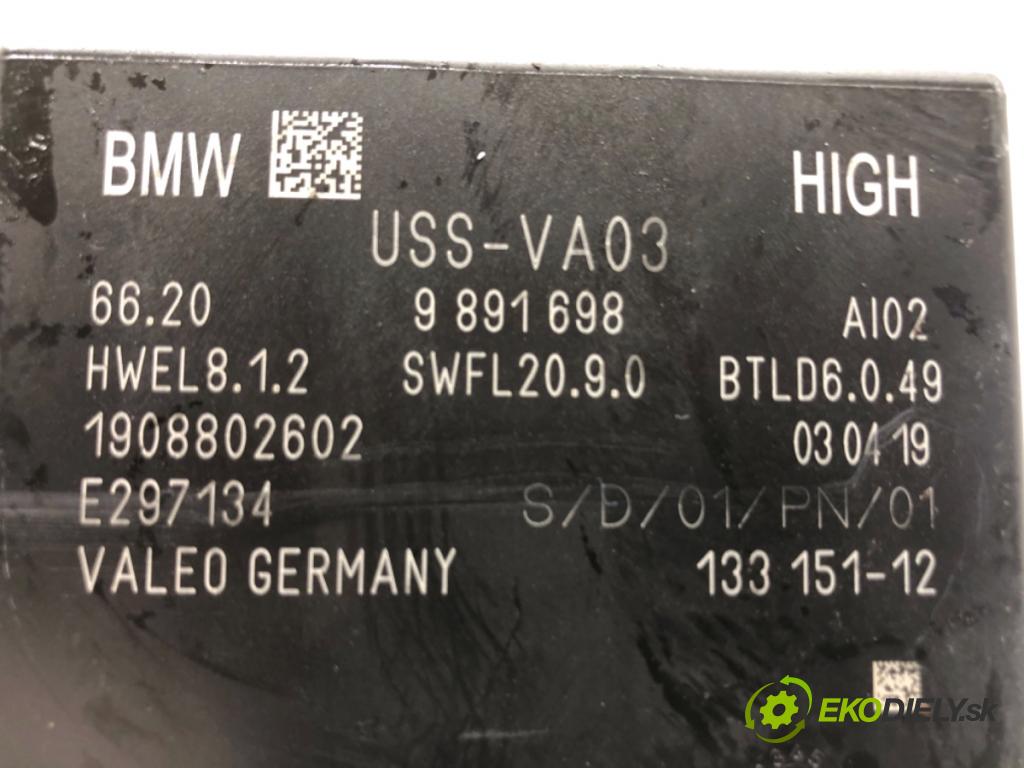 BMW HIGH
USS-VA03
66.20 9 891 698 AI02
HWEL8.1.2 SWFL20.9.0 BTLD6.0.49
1908802602 03 04 19
E297134 S/D/01/PN/01
VALEO GERMANY 133 151-12
EKODIELY.sk